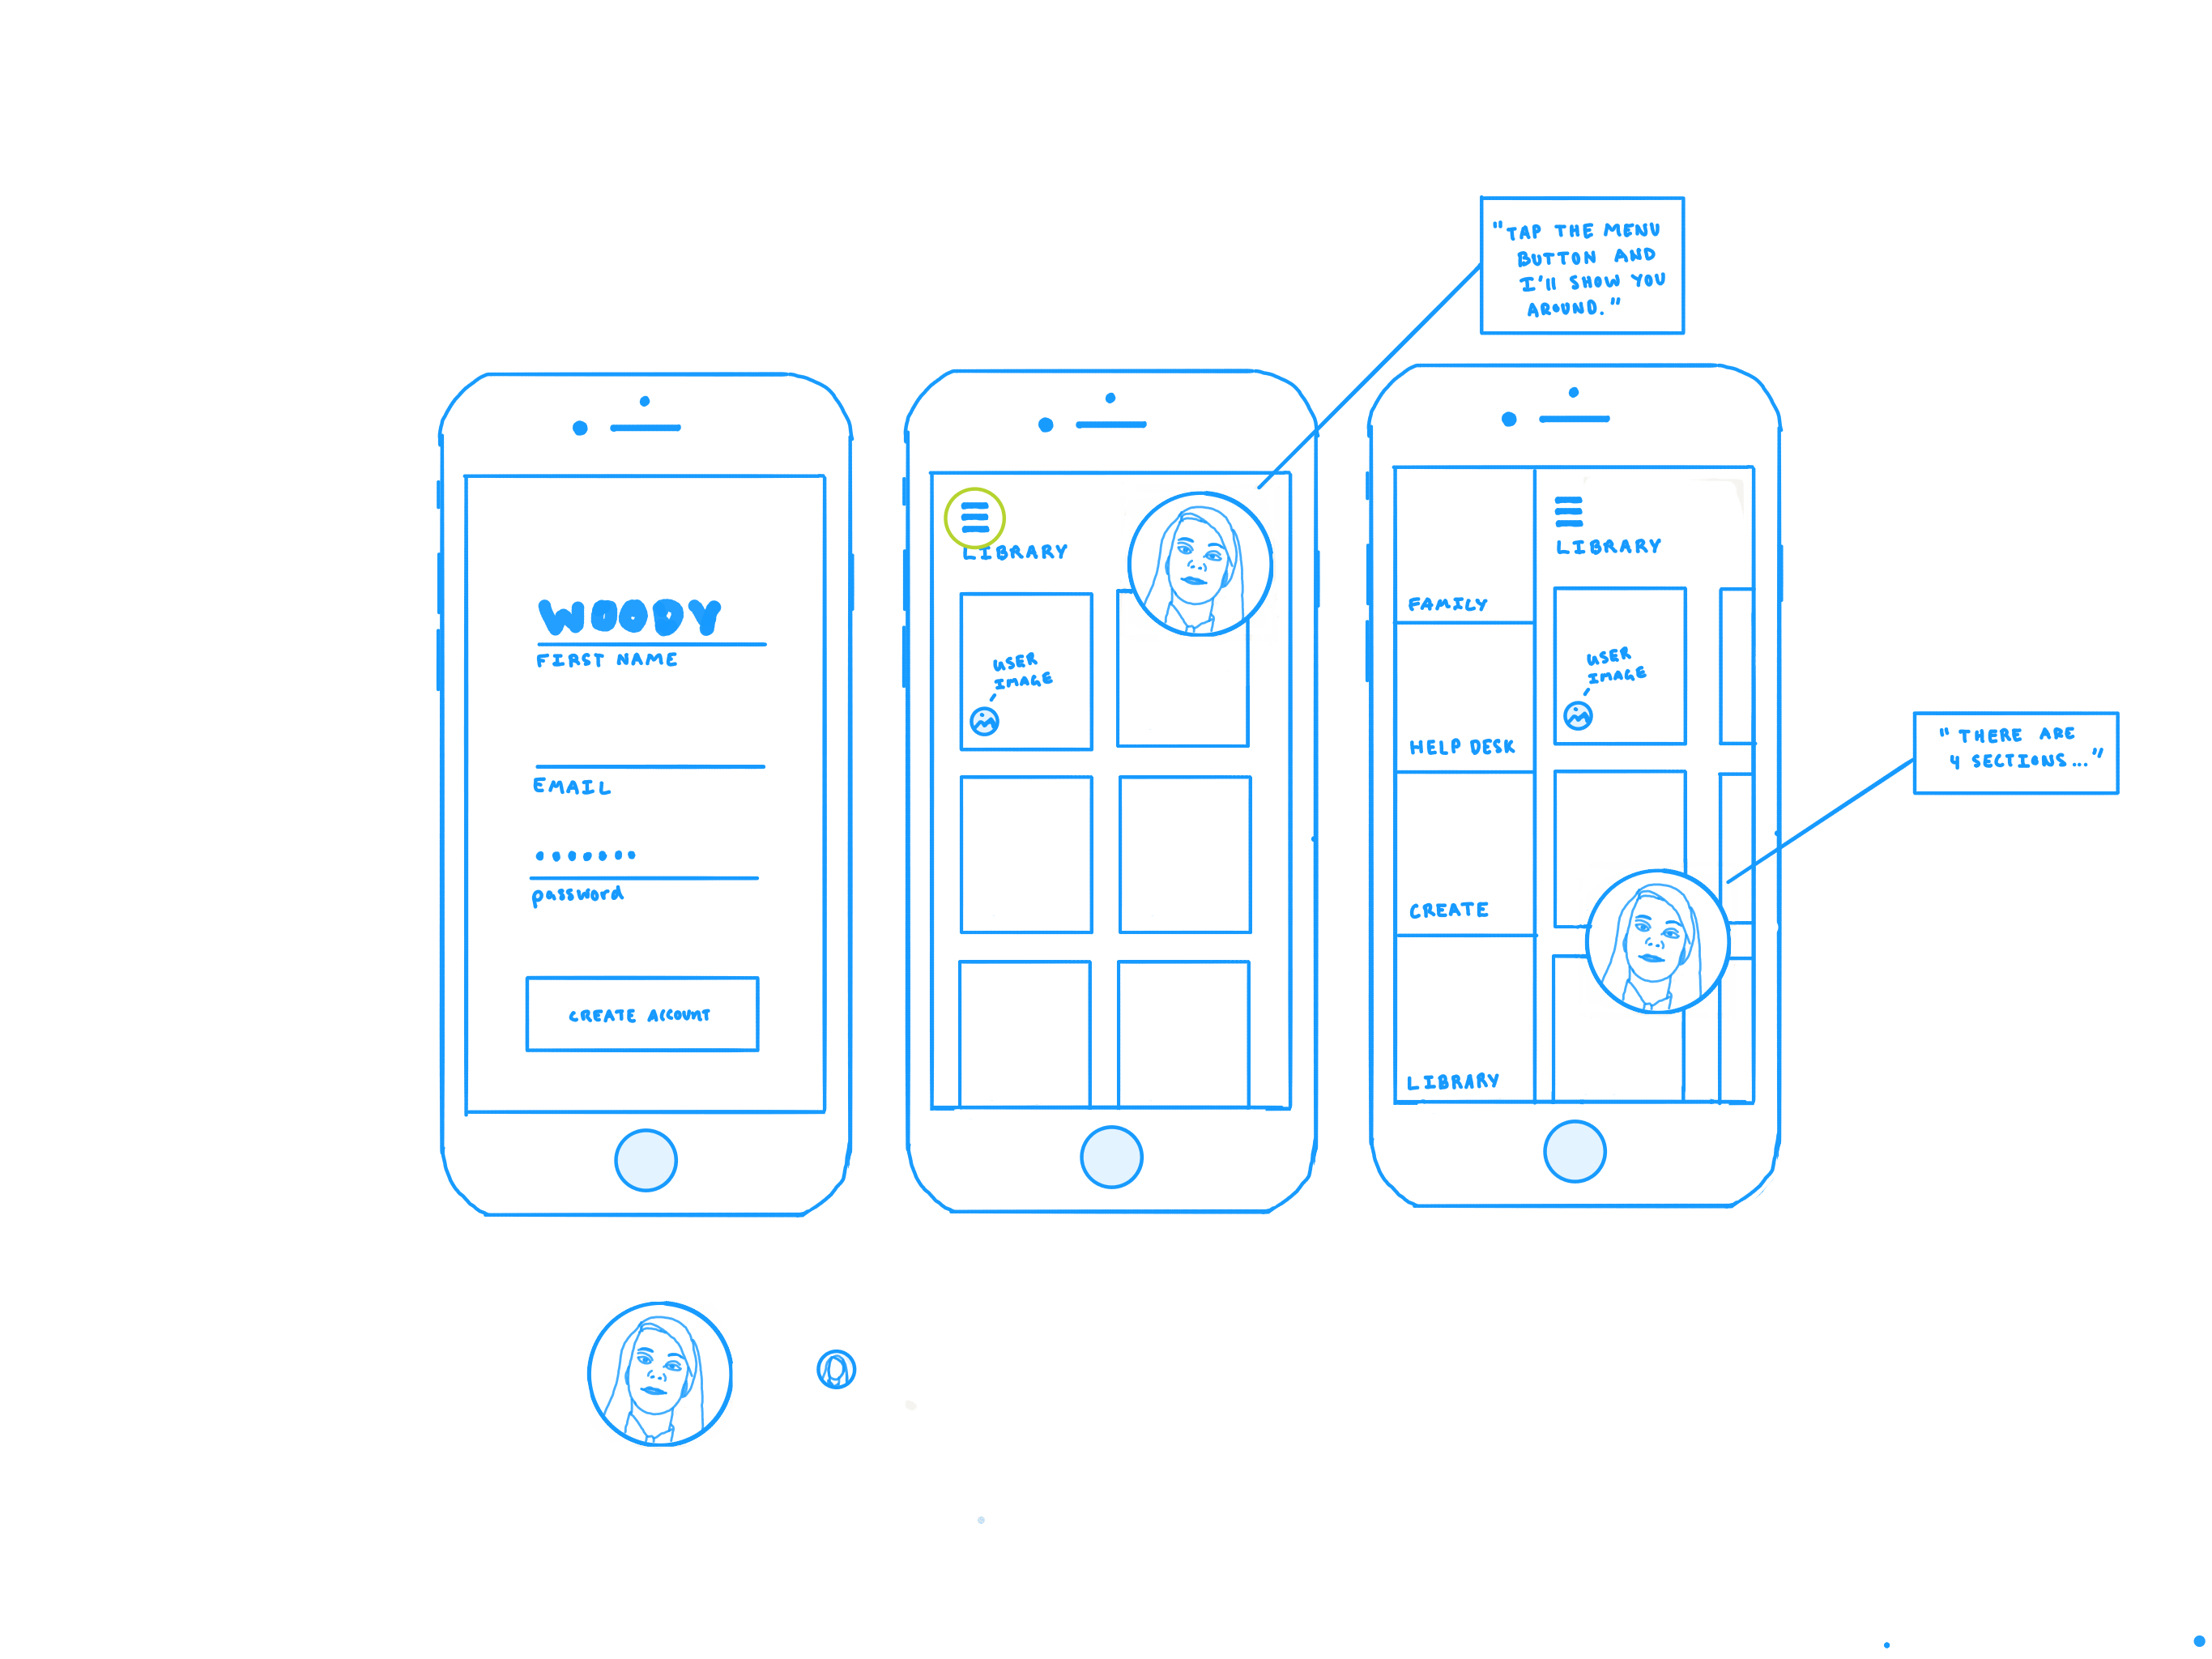 "TAP THE MENU
BUTTON AND
I'll SHOW YOU
AROUND."
WOODY
FIRST NAME
EMAIL
password
CREATE ACCOUNT
LIBRARY
USER
IMAGE
FAMILY
HELP DESK
CREATE
LIBRARY
LIBRARY
USER
IMAGE
"THERE ARE
4 SECTIONS..."